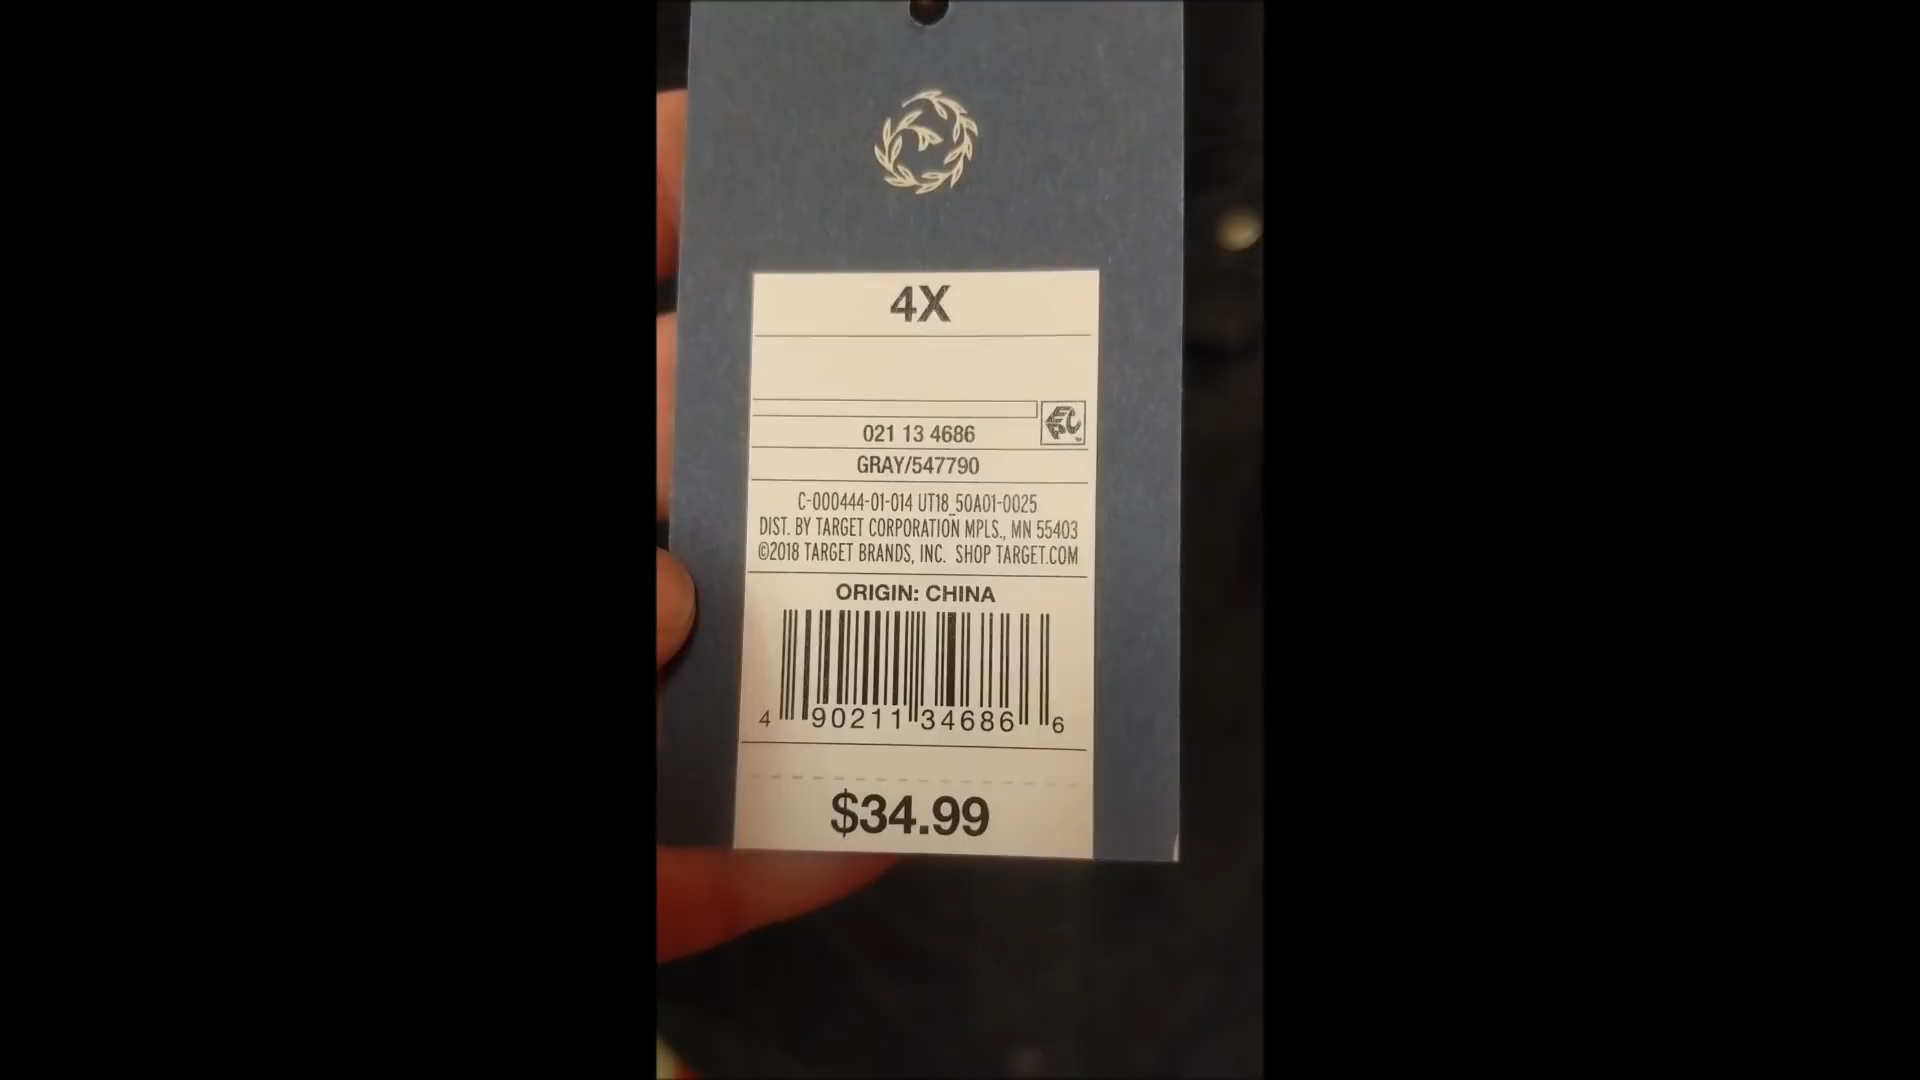 4X
021 13 4686
EPC
GRAY/547790
C-000444-01-014 UT18_50A01-0025
DIST. BY TARGET CORPORATION MPLS., MN 55403
©2018 TARGET BRANDS, INC. SHOP TARGET.COM
ORIGIN: CHINA
4 90211 34686 6
$34.99